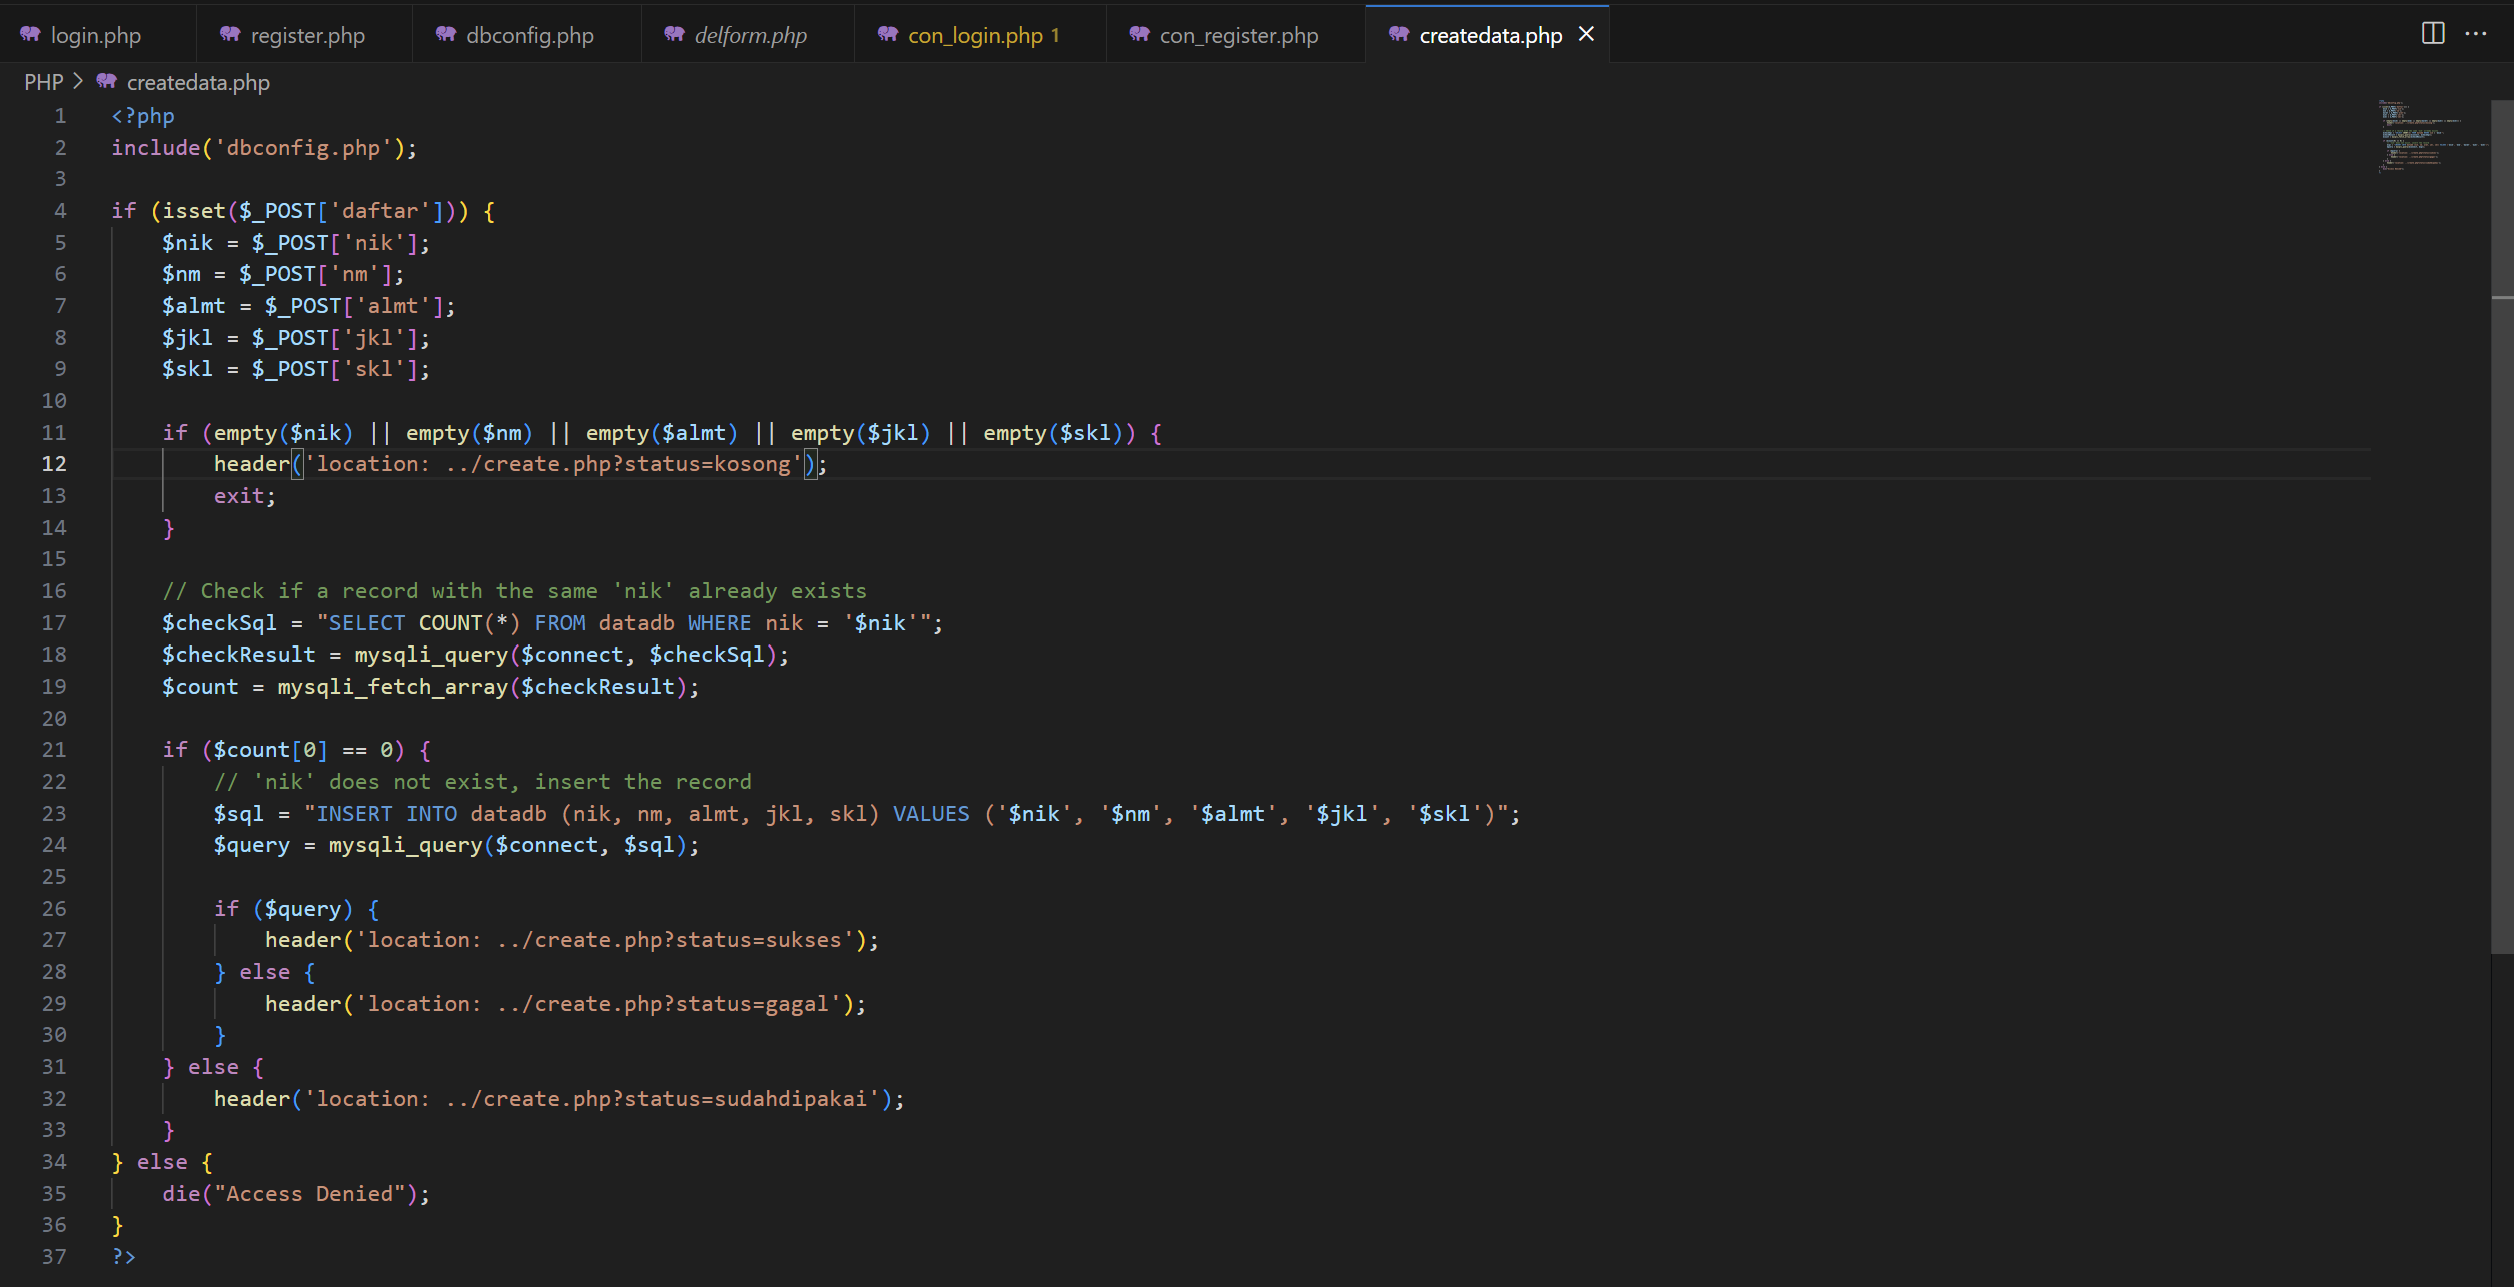 login.php register.php dbconfig.php delform.php con_login.php 1 con_register.php createdata.php
PHP > createdata.php
1 <?php
2 include('dbconfig.php');
3
4 if (isset($_POST['daftar'])) {
5     $nik = $_POST['nik'];
6     $nm = $_POST['nm'];
7     $almt = $_POST['almt'];
8     $jkl = $_POST['jkl'];
9     $skl = $_POST['skl'];
10
11     if (empty($nik) || empty($nm) || empty($almt) || empty($jkl) || empty($skl)) {
12         header('location: ../create.php?status=kosong');
13         exit;
14     }
15
16     // Check if a record with the same 'nik' already exists
17     $checkSql = "SELECT COUNT(*) FROM datadb WHERE nik = '$nik'";
18     $checkResult = mysqli_query($connect, $checkSql);
19     $count = mysqli_fetch_array($checkResult);
20
21     if ($count[0] == 0) {
22         // 'nik' does not exist, insert the record
23         $sql = "INSERT INTO datadb (nik, nm, almt, jkl, skl) VALUES ('$nik', '$nm', '$almt', '$jkl', '$skl')";
24         $query = mysqli_query($connect, $sql);
25
26         if ($query) {
27             header('location: ../create.php?status=sukses');
28         } else {
29             header('location: ../create.php?status=gagal');
30         }
31     } else {
32         header('location: ../create.php?status=sudahdipakai');
33     }
34 } else {
35     die("Access Denied");
36 }
37 ?>